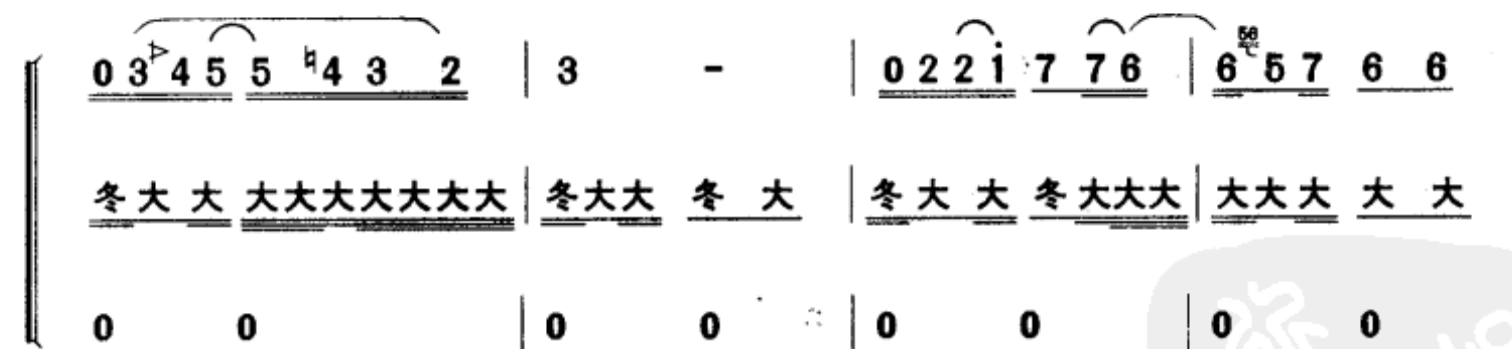 0 3 4 5 5 ♮4 3 2 | 3 - | 0 2 2 i 7 7 6 | 6 56 5 7 6 6
冬 大 大 大大大大大大大 | 冬大大 冬 大 | 冬 大 大 冬 大大大 | 大大大 大 大
0 0 | 0 0 | 0 0 | 0 0